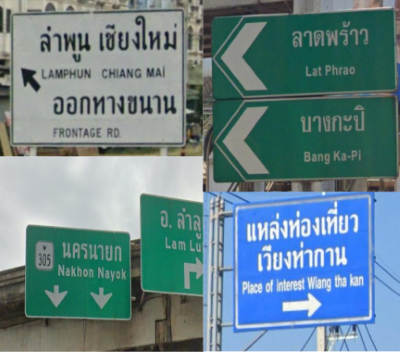 ลำพูน เชียงใหม่
LAMPHUN CHIANG MAI
ออกทางขนาน
FRONTAGE RD.
ลาดพร้าว
Lat Phrao
บางกะปิ
Bang Ka-Pi
305
นครนายก
Nakhon Nayok
อ. ลำลู
Lam Lu
แหล่งท่องเที่ยว
เวียงท่ากาน
Place of interest Wiang tha kan